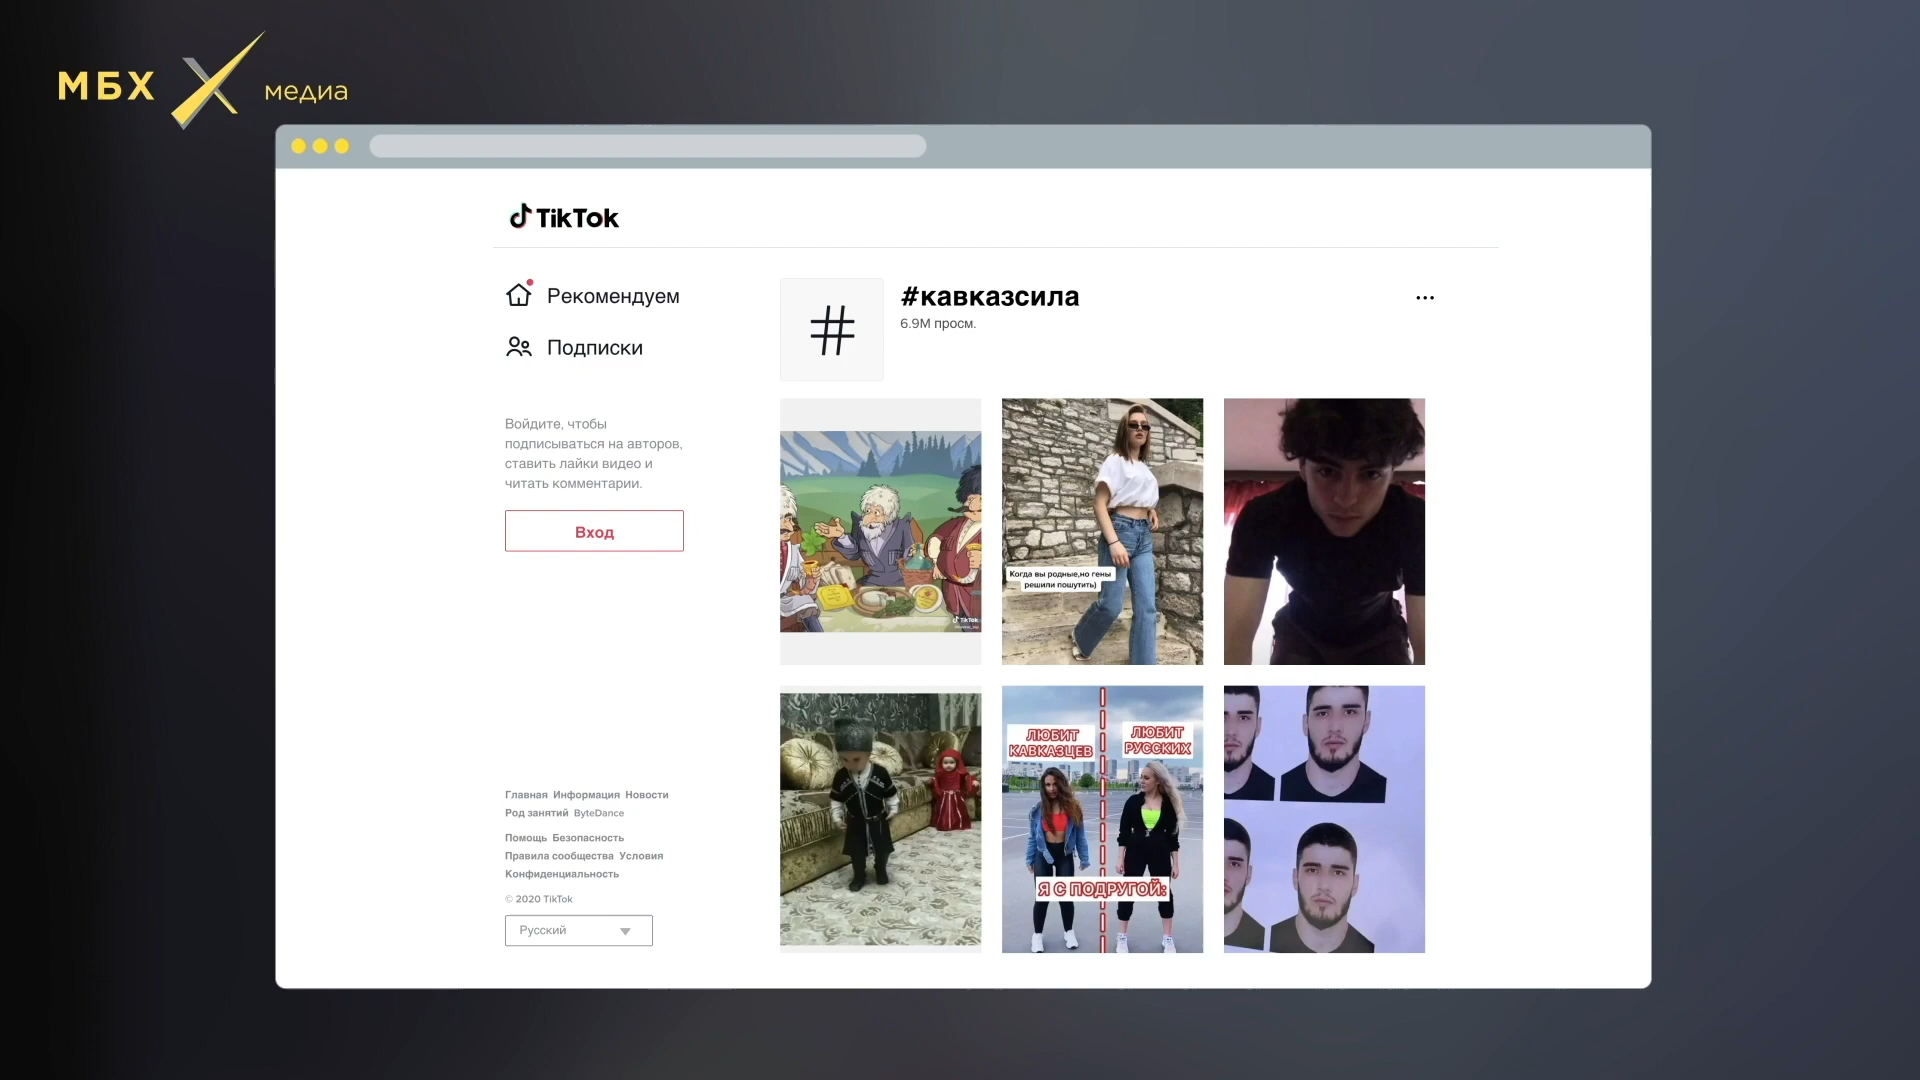 МБХ медиа
TikTok
Рекомендуем
Подписки
Войдите, чтобы
подписываться на авторов,
ставить лайки видео и
читать комментарии.
Вход
Главная Информация Новости
Род занятий ByteDance
Помощь Безопасность
Правила сообщества Условия
Конфиденциальность
© 2020 TikTok
Русский
#
#кавказсила
6.9M просм.
TikTok
Когда вы родные,но гены
решили пошутить)
ЛЮБИТ
КАВКАЗЦЕВ
ЛЮБИТ
РУССКИХ
Я С ПОДРУГОЙ: